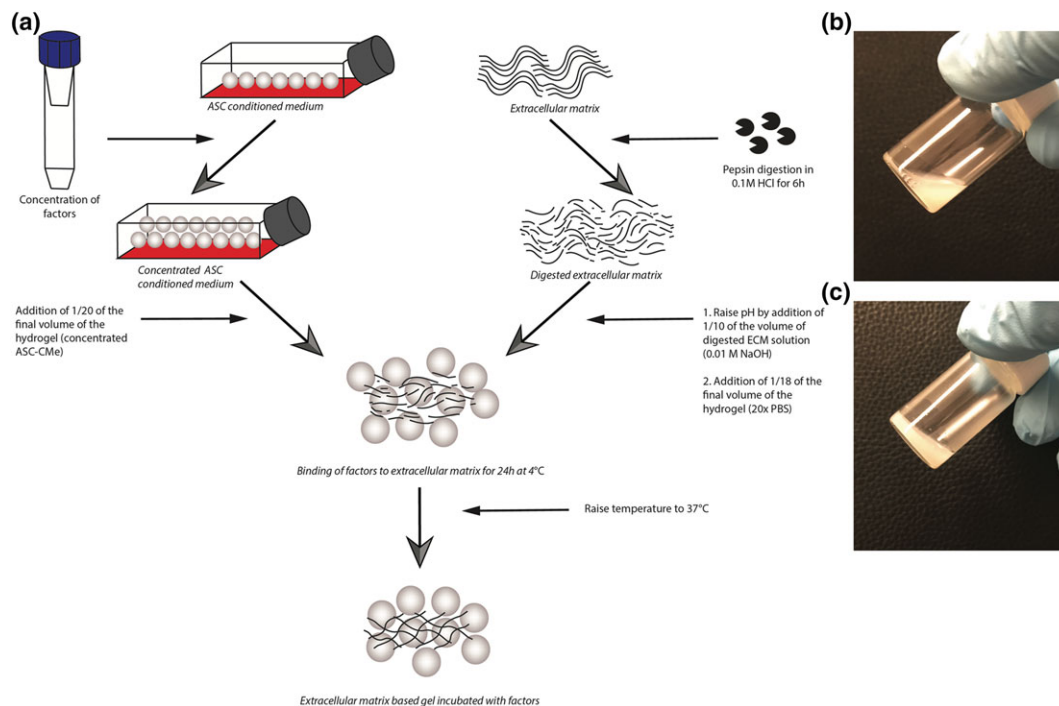 (a)
ASC conditioned medium
Extracellular matrix
Concentration of
factors
Pepsin digestion in
0.1M HCl for 6h
Concentrated ASC
conditioned medium
Digested extracellular matrix
Addition of 1/20 of the
final volume of the
hydrogel (concentrated
ASC-CMe)
1. Raise pH by addition of
1/10 of the volume of
digested ECM solution
(0.01 M NaOH)
2. Addition of 1/18 of the
final volume of the
hydrogel (20x PBS)
Binding of factors to extracellular matrix for 24h at 4°C
Raise temperature to 37°C
Extracellular matrix based gel incubated with factors
(b)
(c)